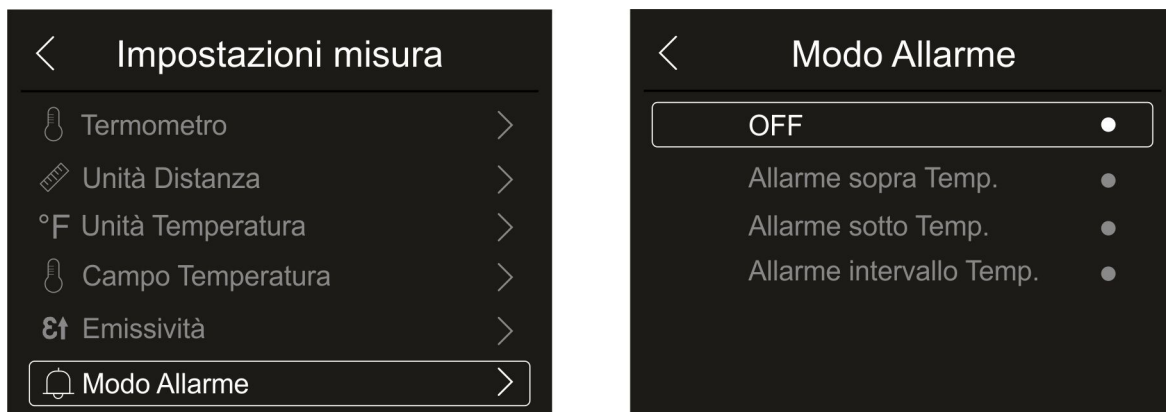 Impostazioni misura
Termometro
Unità Distanza
°F Unità Temperatura
Campo Temperatura
Ɛ↑ Emissività
Modo Allarme
Modo Allarme
OFF
Allarme sopra Temp.
Allarme sotto Temp.
Allarme intervallo Temp.